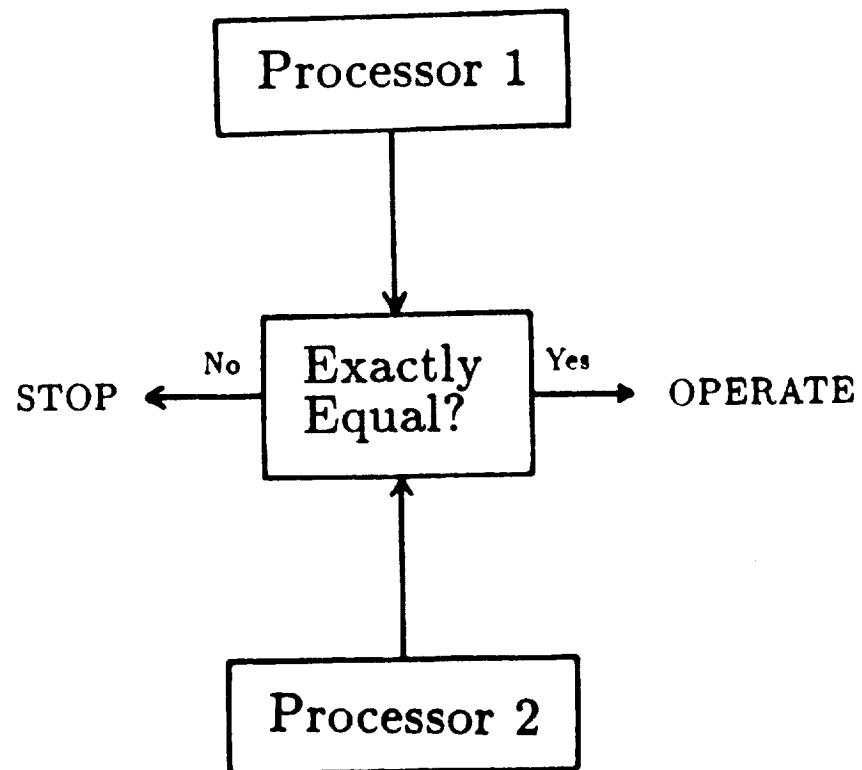 Processor 1
No
Exactly
Equal?
Yes
STOP
OPERATE
Processor 2